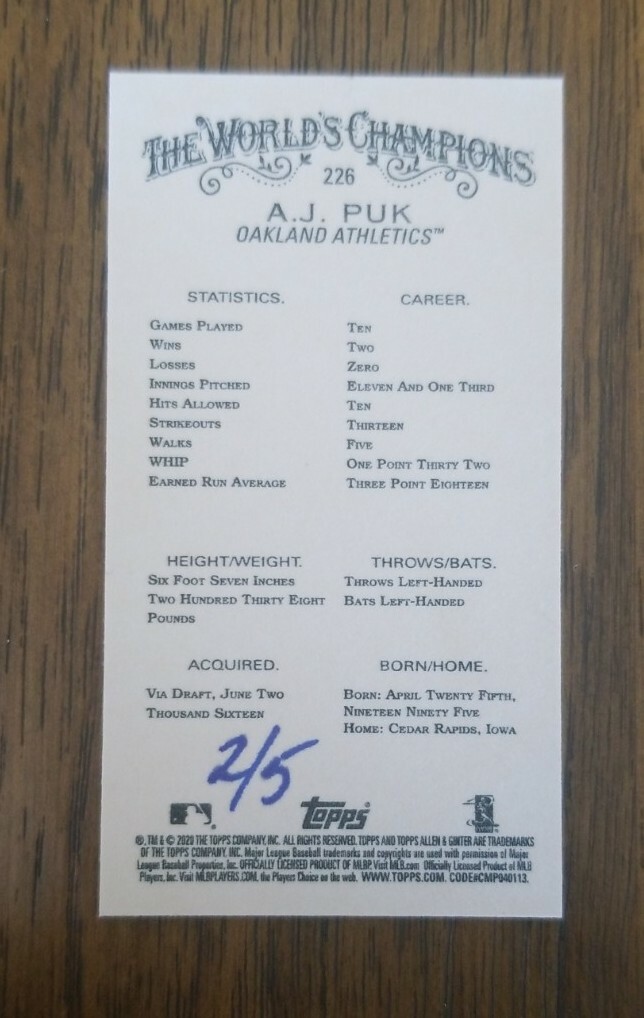 THE WORLD'S CHAMPIONS
226
A.J. PUK
OAKLAND ATHLETICS™
STATISTICS. CAREER.
GAMES PLAYED TEN
WINS TWO
LOSSES ZERO
INNINGS PITCHED ELEVEN AND ONE THIRD
HITS ALLOWED TEN
STRIKEOUTS THIRTEEN
WALKS FIVE
WHIP ONE POINT THIRTY TWO
EARNED RUN AVERAGE THREE POINT EIGHTEEN
HEIGHT/WEIGHT. THROWS/BATS.
SIX FOOT SEVEN INCHES THROWS LEFT-HANDED
TWO HUNDRED THIRTY EIGHT BATS LEFT-HANDED
POUNDS
ACQUIRED. BORN/HOME.
VIA DRAFT, JUNE TWO BORN: APRIL TWENTY FIFTH,
THOUSAND SIXTEEN NINETEEN NINETY FIVE
HOME: CEDAR RAPIDS, IOWA
2/5
Topps
®, TM & © 2020 THE TOPPS COMPANY, INC. ALL RIGHTS RESERVED. TOPPS AND TOPPS ALLEN & GINTER ARE TRADEMARKS
OF THE TOPPS COMPANY, INC. Major League Baseball trademarks and copyrights are used with permission of Major
League Baseball Properties, Inc. OFFICIALLY LICENSED PRODUCT OF MLBP Visit MLB.com Officially Licensed Product of MLB
Players, Inc. Visit MLBPLAYERS.COM, the Players Choice on the web. WWW.TOPPS.COM. CODE#CMP040113.